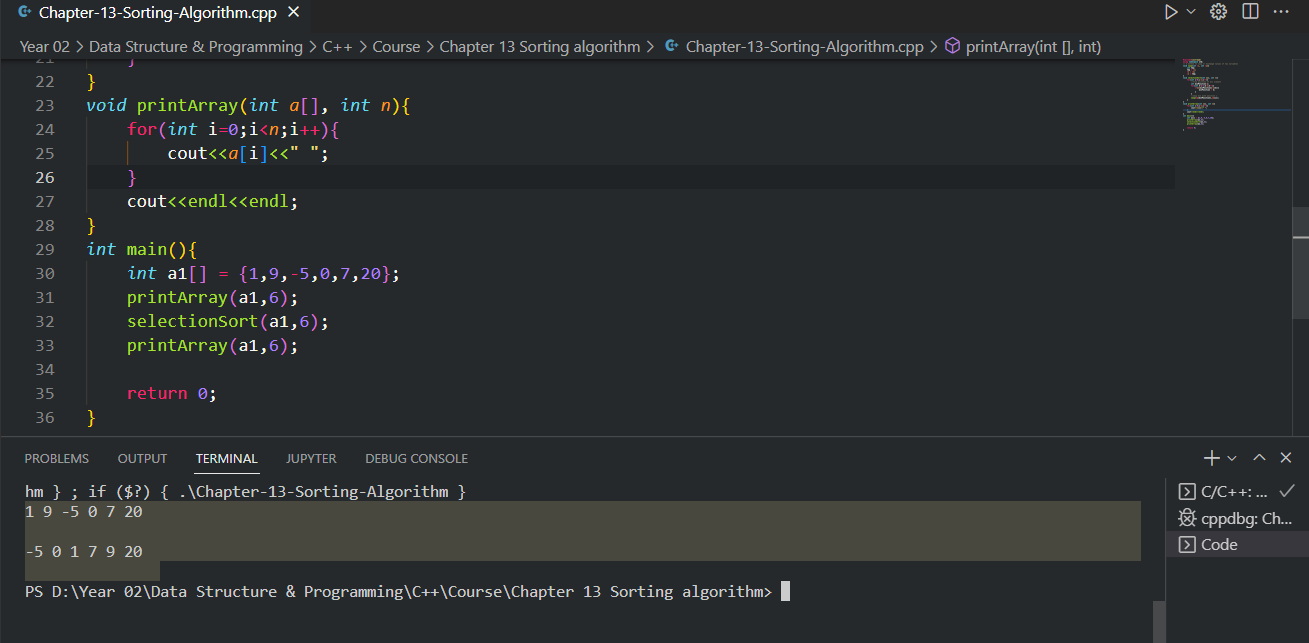 Chapter-13-Sorting-Algorithm.cpp
Year 02 > Data Structure & Programming > C++ > Course > Chapter 13 Sorting algorithm > Chapter-13-Sorting-Algorithm.cpp > printArray(int [], int)
21 }
22 }
23 void printArray(int a[], int n){
24 for(int i=0;i<n;i++){
25 cout<<a[i]<<" ";
26 }
27 cout<<endl<<endl;
28 }
29 int main(){
30 int a1[] = {1,9,-5,0,7,20};
31 printArray(a1,6);
32 selectionSort(a1,6);
33 printArray(a1,6);
34
35 return 0;
36 }
PROBLEMS OUTPUT TERMINAL JUPYTER DEBUG CONSOLE
hm } ; if ($?) { .\Chapter-13-Sorting-Algorithm }
1 9 -5 0 7 20
-5 0 1 7 9 20
PS D:\Year 02\Data Structure & Programming\C++\Course\Chapter 13 Sorting algorithm>
C/C++: ...
cppdbg: Ch...
Code